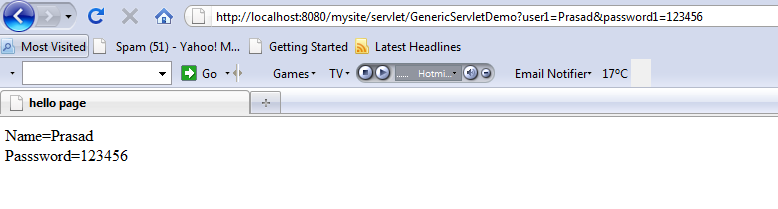 http://localhost:8080/mysite/servlet/GenericServletDemo?user1=Prasad&password1=123456
Most Visited Spam (51) - Yahoo! M... Getting Started Latest Headlines
Go Games TV ...... Hotmi... Email Notifier 17°C
hello page
Name=Prasad
Passsword=123456